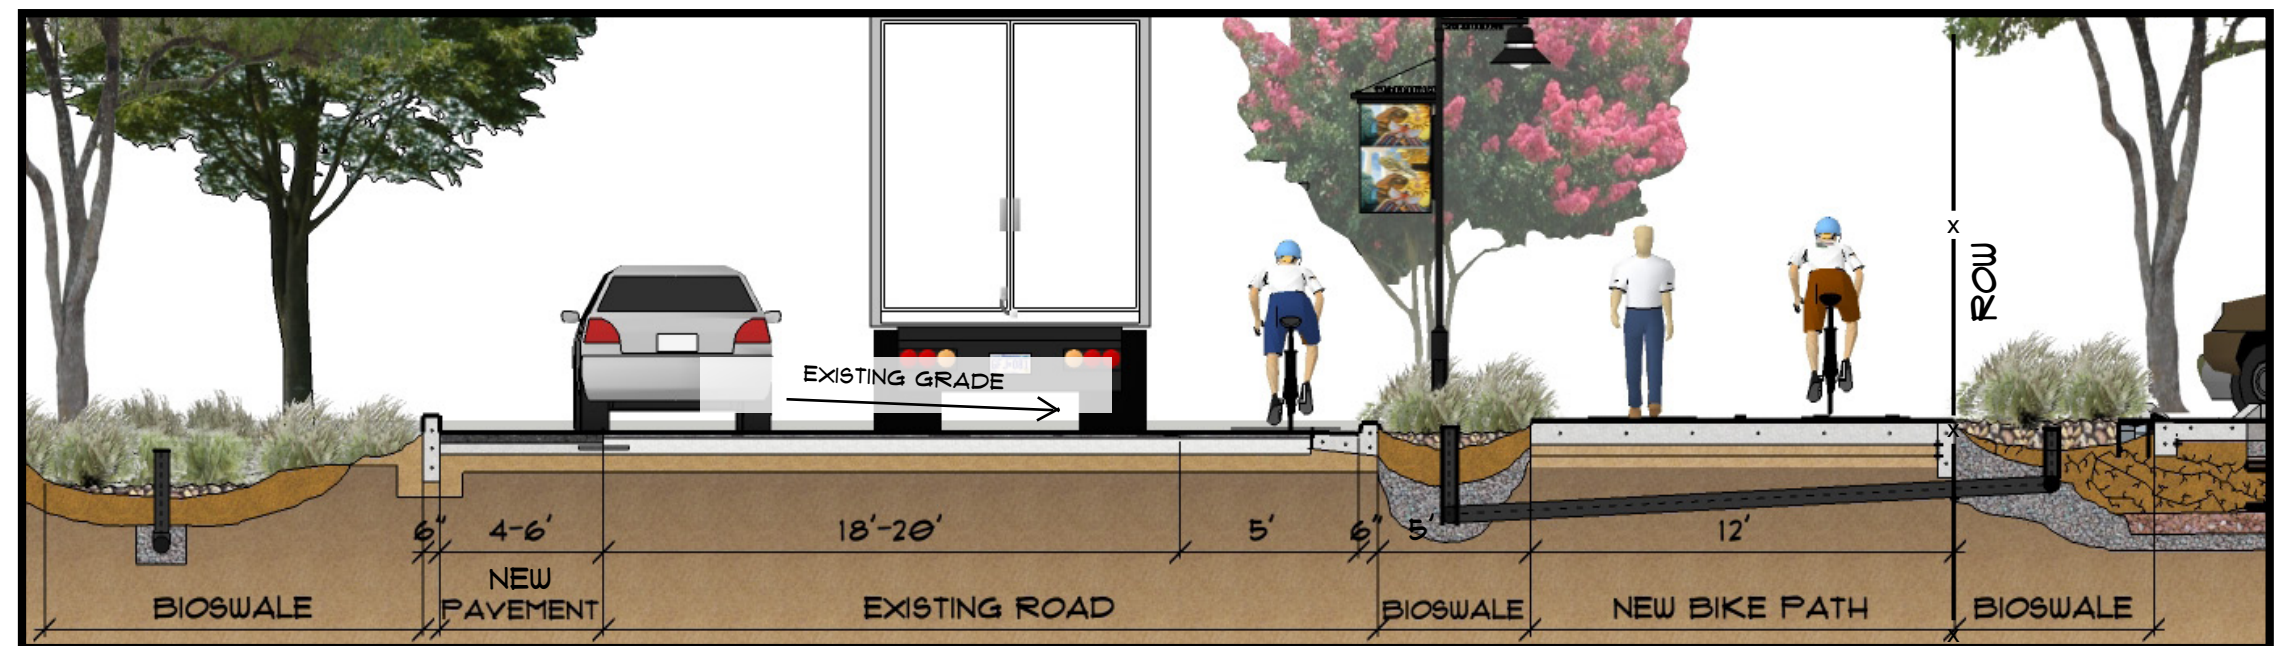 x
ROW
EXISTING GRADE
x
6" 4-6' 18'-20' 5' 6" 5' 12'
NEW
PAVEMENT
BIOSWALE EXISTING ROAD BIOSWALE NEW BIKE PATH BIOSWALE
x